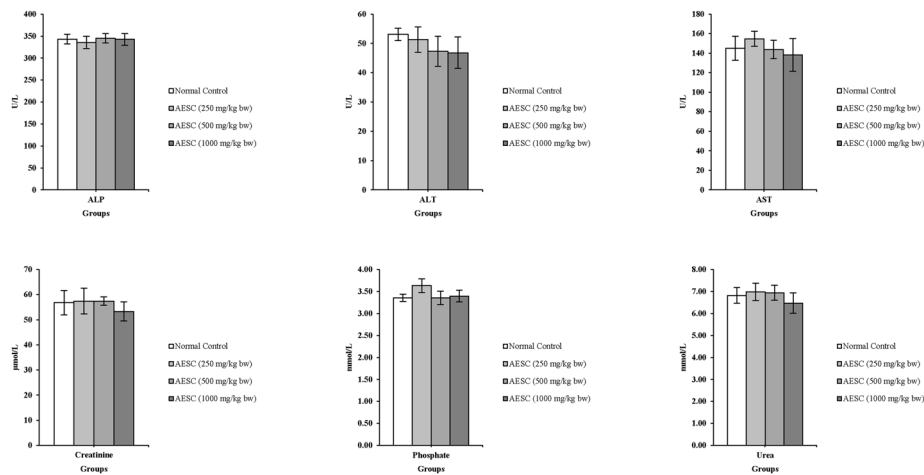 400
350
300
250
200
150
100
50
0
U/L
ALP
Groups
Normal Control
AESC (250 mg/kg bw)
AESC (500 mg/kg bw)
AESC (1000 mg/kg bw)
60
50
40
30
20
10
0
U/L
ALT
Groups
Normal Control
AESC (250 mg/kg bw)
AESC (500 mg/kg bw)
AESC (1000 mg/kg bw)
180
160
140
120
100
80
60
40
20
0
U/L
AST
Groups
Normal Control
AESC (250 mg/kg bw)
AESC (500 mg/kg bw)
AESC (1000 mg/kg bw)
70
60
50
40
30
20
10
0
µmol/L
Creatinine
Groups
Normal Control
AESC (250 mg/kg bw)
AESC (500 mg/kg bw)
AESC (1000 mg/kg bw)
4.00
3.50
3.00
2.50
2.00
1.50
1.00
0.50
0.00
mmol/L
Phosphate
Groups
Normal Control
AESC (250 mg/kg bw)
AESC (500 mg/kg bw)
AESC (1000 mg/kg bw)
8.00
7.00
6.00
5.00
4.00
3.00
2.00
1.00
0.00
mmol/L
Urea
Groups
Normal Control
AESC (250 mg/kg bw)
AESC (500 mg/kg bw)
AESC (1000 mg/kg bw)